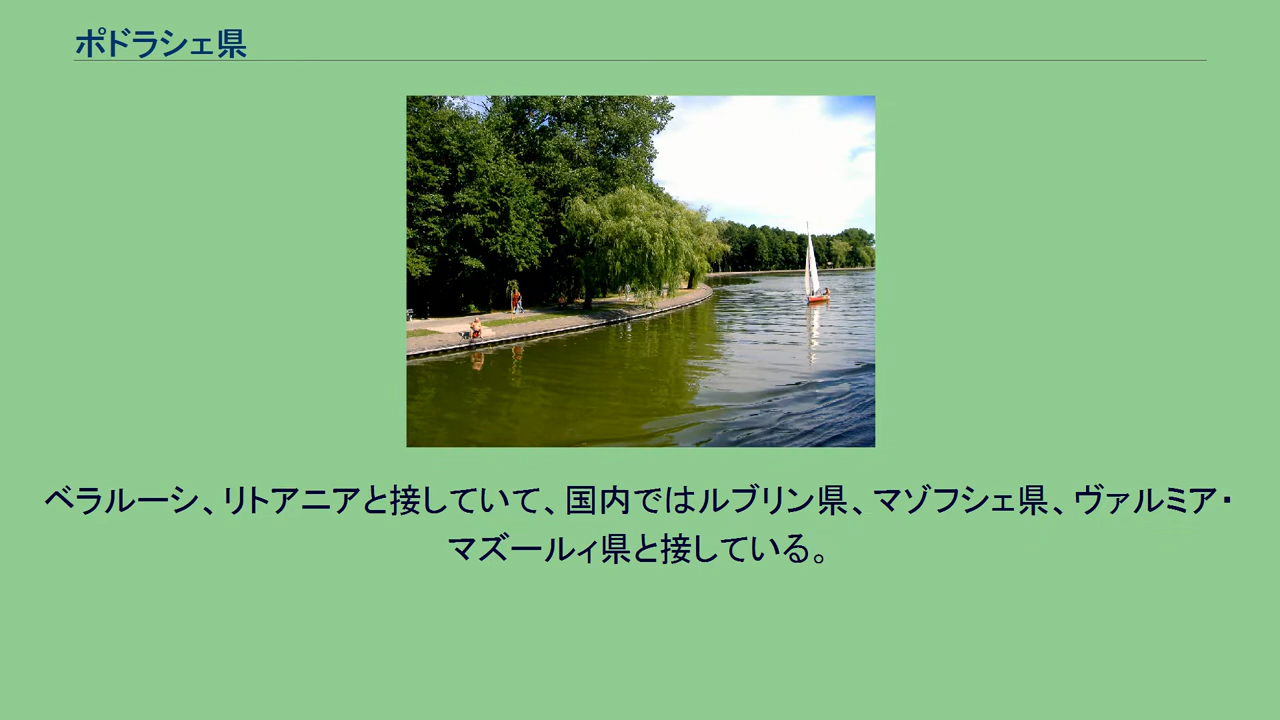 ポドラシェ県
ベラルーシ、リトアニアと接していて、国内ではルブリン県、マゾフシェ県、ヴァルミア・
マズールィ県と接している。